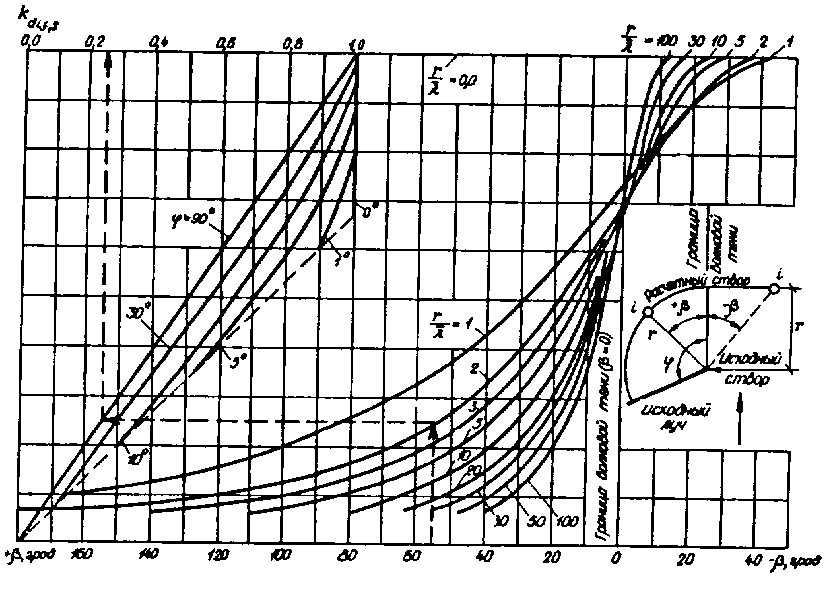 k_d i,s,s
0,0 0,2 0,4 0,6 0,8 1,0
r/λ = 0,0
r/λ = 100 30 10 5 2 1
φ=90°
0°
1°
30°
3°
10°
r/λ = 1
2
3
5
10
20
30
50
100
Граница волновой тени (β=0)
Граница волновой тени
расчетный створ
i
i
+β
-β
r
r
φ
Исходный створ
Исходный луч
+β, град 160 140 120 100 80 60 40 20 0 20 40 -β, град